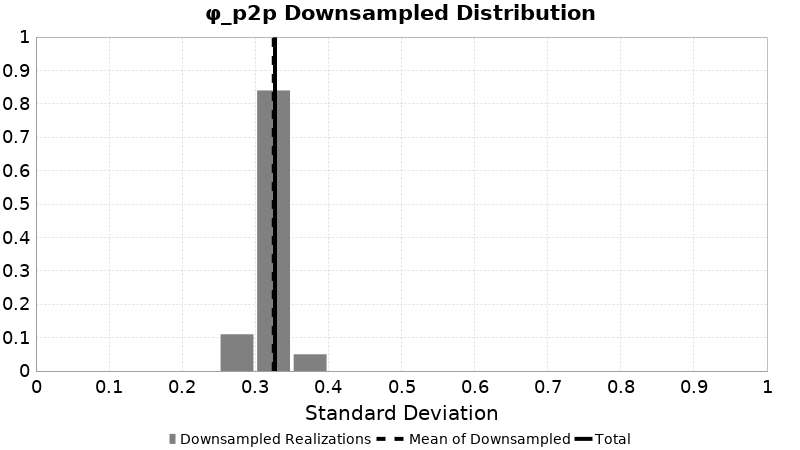 φ_p2p Downsampled Distribution
1
0.9
0.8
0.7
0.6
0.5
0.4
0.3
0.2
0.1
0
0 0.1 0.2 0.3 0.4 0.5 0.6 0.7 0.8 0.9 1
Standard Deviation
Downsampled Realizations Mean of Downsampled Total